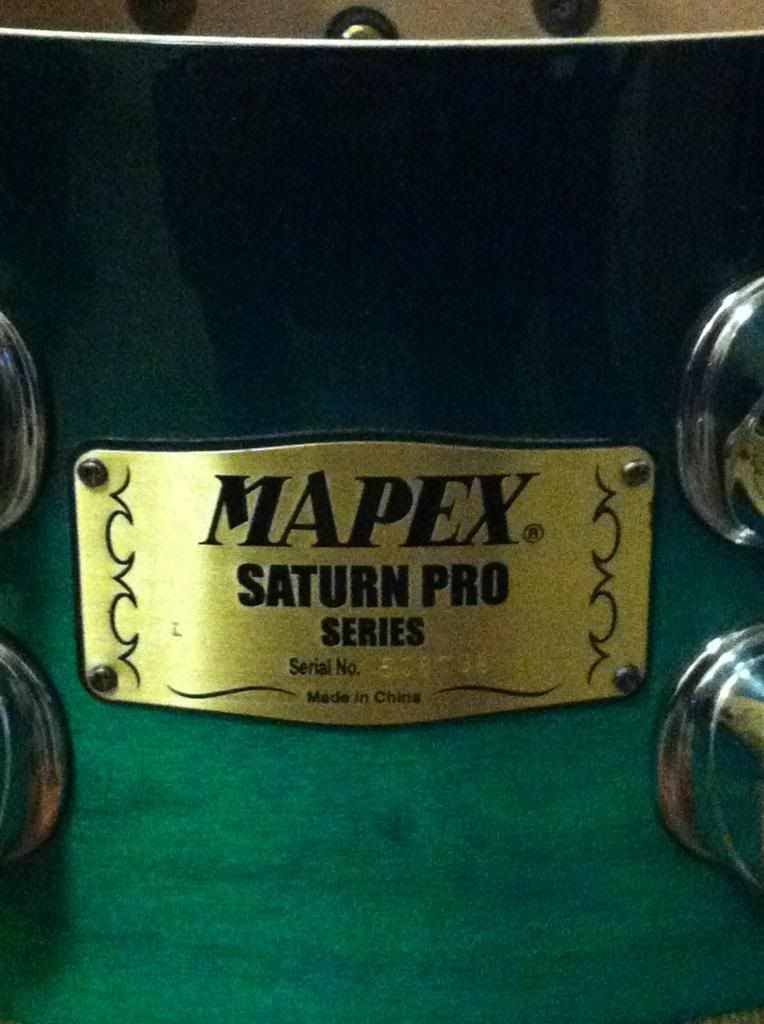 MAPEX®
SATURN PRO
SERIES
Serial No.
Made in China